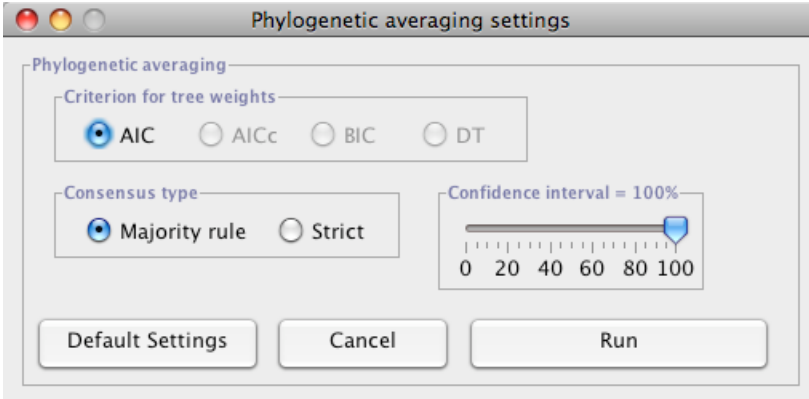 Phylogenetic averaging settings
Phylogenetic averaging
Criterion for tree weights
AIC AICc BIC DT
Consensus type
Majority rule Strict
Confidence interval = 100%
0 20 40 60 80 100
Default Settings Cancel Run